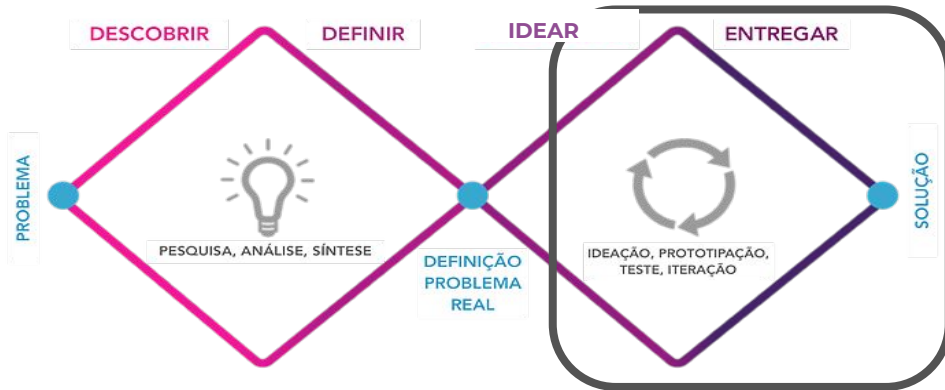 DESCOBRIR
DEFINIR
IDEAR
ENTREGAR
PROBLEMA
PESQUISA, ANÁLISE, SÍNTESE
DEFINIÇÃO
PROBLEMA
REAL
IDEAÇÃO, PROTOTIPAÇÃO,
TESTE, ITERAÇÃO
SOLUÇÃO